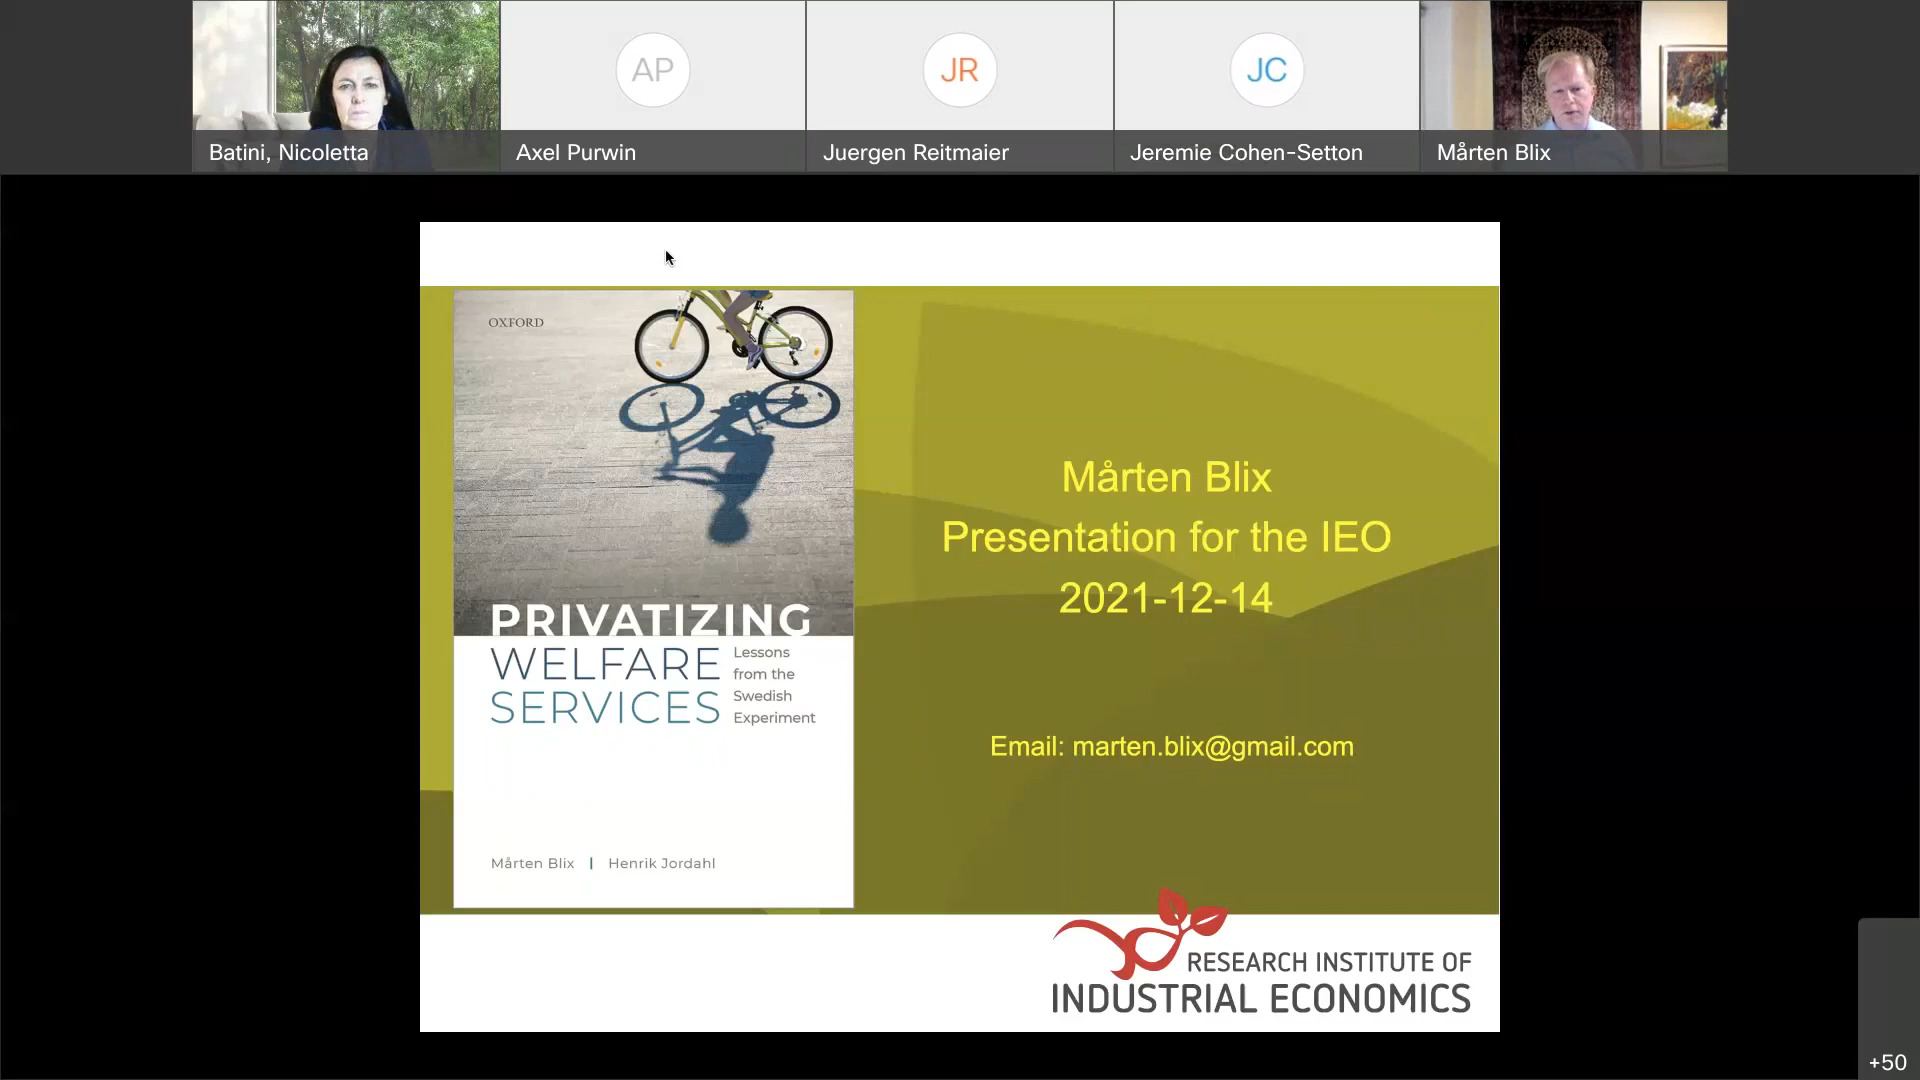 Batini, Nicoletta
AP
Axel Purwin
JR
Juergen Reitmaier
JC
Jeremie Cohen-Setton
Mårten Blix
OXFORD
PRIVATIZING
WELFARE
SERVICES
Lessons
from the
Swedish
Experiment
Mårten Blix | Henrik Jordahl
Mårten Blix
Presentation for the IEO
2021-12-14
Email: marten.blix@gmail.com
RESEARCH INSTITUTE OF
INDUSTRIAL ECONOMICS
+50